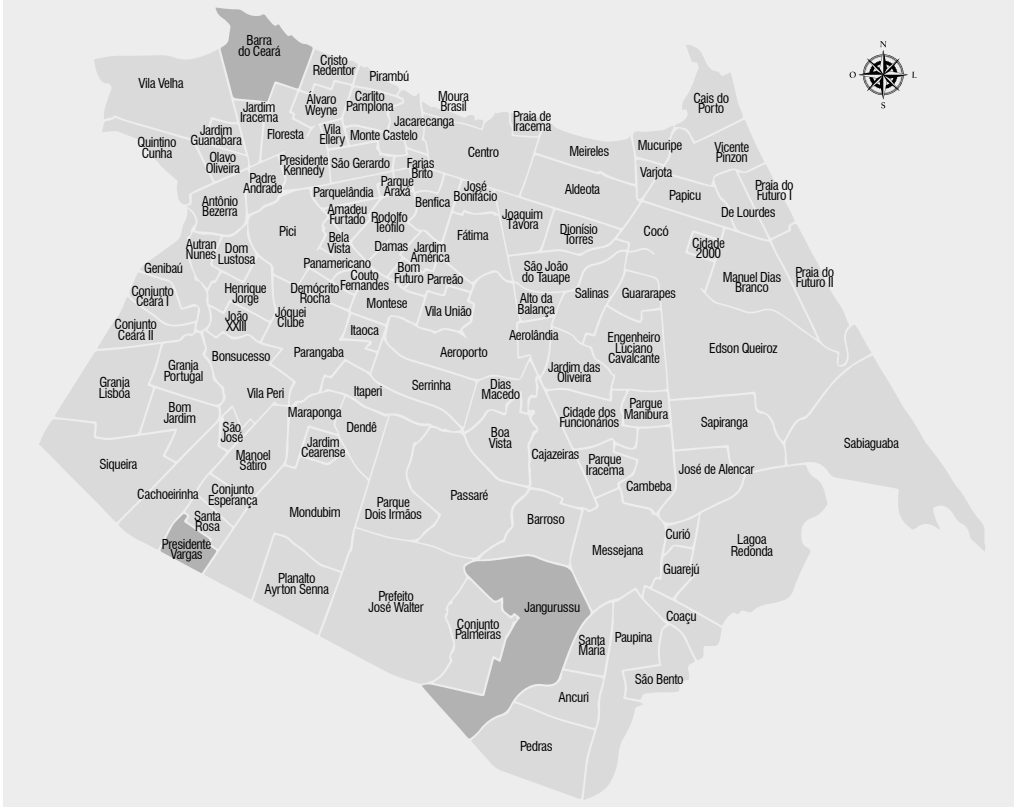 Barra
do Ceará
N
O
L
S
Vila Velha
Cristo
Redentor
Pirambú
Álvaro
Weyne
Carlito
Pamplona
Moura
Brasil
Cais do
Porto
Jardim
Iracema
Jacarecanga
Praia de
Iracema
Jardim
Guanabara
Floresta
Vila
Ellery
Monte Castelo
Quintino
Cunha
Centro
Meireles
Mucuripe
Vicente
Pinzon
Olavo
Oliveira
Presidente
Kennedy
São Gerardo
Farias
Brito
Varjota
Padre
Andrade
Parque
Araxá
Parquelândia
Benfica
José
Bonifácio
Aldeota
Papicu
Praia do
Futuro I
Antônio
Bezerra
Amadeu
Furtado
Rodolfo
Teófilo
Joaquim
Távora
De Lourdes
Pici
Bela
Vista
Damas
Jardim
América
Fátima
Dionísio
Torres
Cocó
Cidade
2000
Autran
Nunes
Dom
Lustosa
Genibaú
Panamericano
Couto
Fernandes
Bom
Futuro
Parreão
São João
do Tauape
Manuel Dias
Branco
Praia do
Futuro II
Conjunto
Ceará I
Henrique
Jorge
Demócrito
Rocha
Montese
Vila União
Alto da
Balança
Salinas
Guararapes
Conjunto
Ceará II
João
XXIII
Jóquei
Clube
Itaoca
Aerolândia
Engenheiro
Luciano
Cavalcante
Edson Queiroz
Bonsucesso
Parangaba
Aeroporto
Granja
Portugal
Granja
Lisboa
Vila Peri
Itaperi
Serrinha
Dias
Macedo
Jardim das
Oliveira
Bom
Jardim
Maraponga
Dendê
Cidade dos
Funcionários
Parque
Manibura
Sapiranga
São
José
Jardim
Cearense
Boa
Vista
Sabiaguaba
Siqueira
Manoel
Sátiro
Cajazeiras
Parque
Iracema
José de Alencar
Cambeba
Cachoeirinha
Conjunto
Esperança
Passaré
Santa
Rosa
Mondubim
Parque
Dois Irmãos
Barroso
Presidente
Vargas
Messejana
Curió
Lagoa
Redonda
Guarejú
Planalto
Ayrton Senna
Prefeito
José Walter
Jangurussu
Coaçu
Conjunto
Palmeiras
Santa
Maria
Paupina
São Bento
Ancuri
Pedras